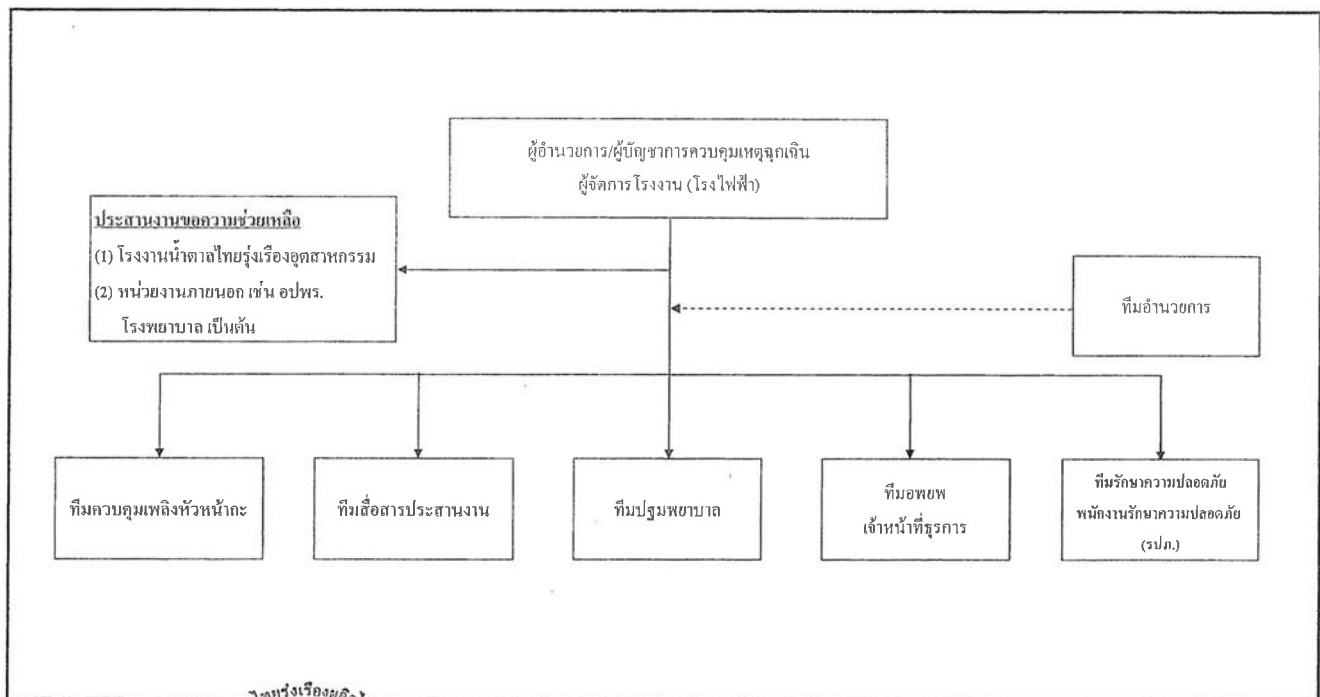 ผู้อำนวยการ/ผู้บัญชาการควบคุมเหตุฉุกเฉิน
ผู้จัดการโรงงาน (โรงไฟฟ้า)
ประสานงานขอความช่วยเหลือ
(1) โรงงานน้ำตาลไทยรุ่งเรืองอุตสาหกรรม
(2) หน่วยงานภายนอก เช่น อปพร.
โรงพยาบาล เป็นต้น
ทีมอำนวยการ
ทีมควบคุมเพลิงหัวหน้ากะ
ทีมสื่อสารประสานงาน
ทีมปฐมพยาบาล
ทีมอพยพ
เจ้าหน้าที่ธุรการ
ทีมรักษาความปลอดภัย
พนักงานรักษาความปลอดภัย
(รปภ.)